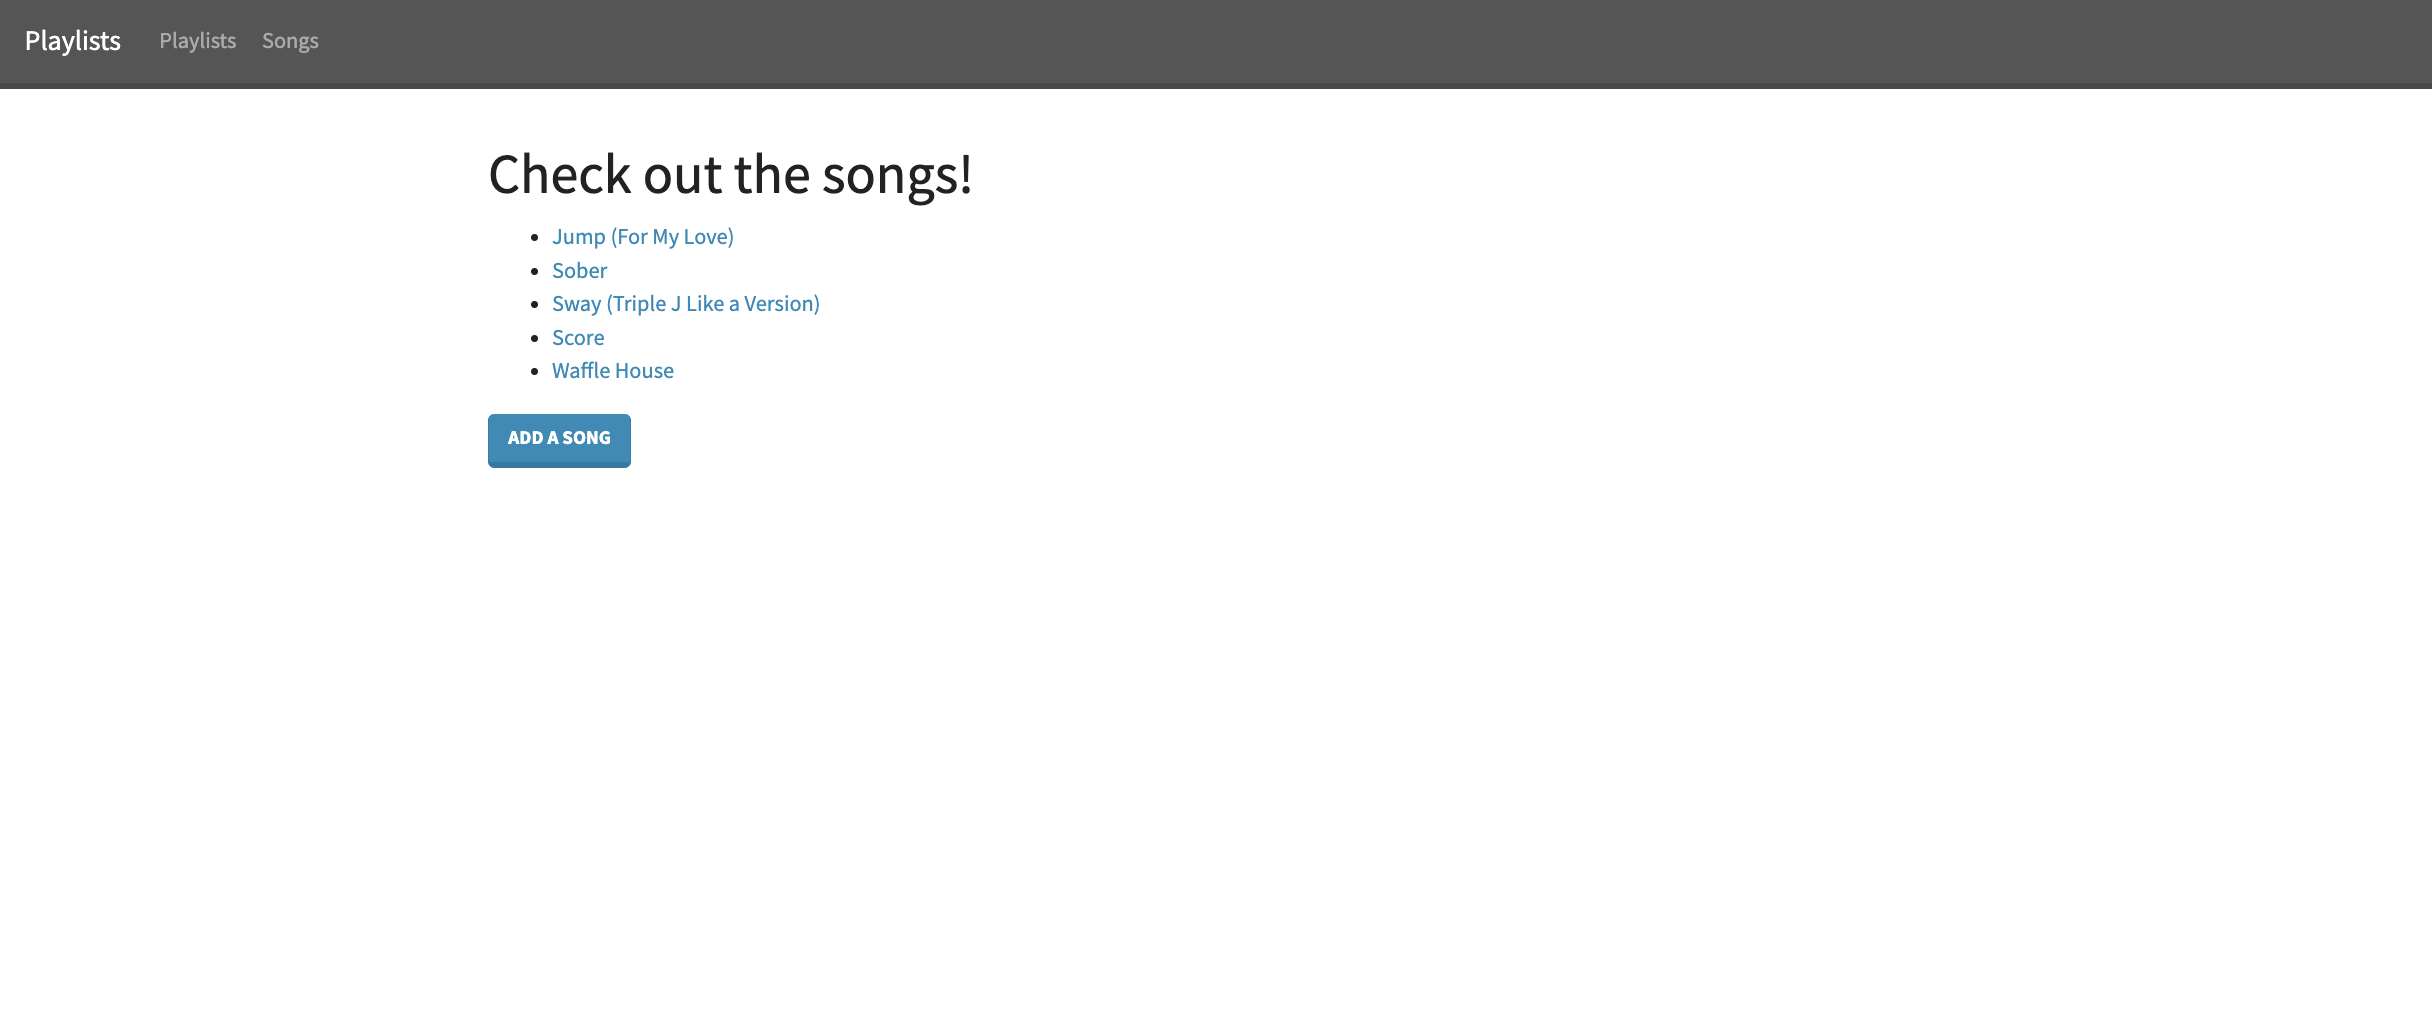 Playlists Playlists Songs
Check out the songs!
Jump (For My Love)
Sober
Sway (Triple J Like a Version)
Score
Waffle House
ADD A SONG